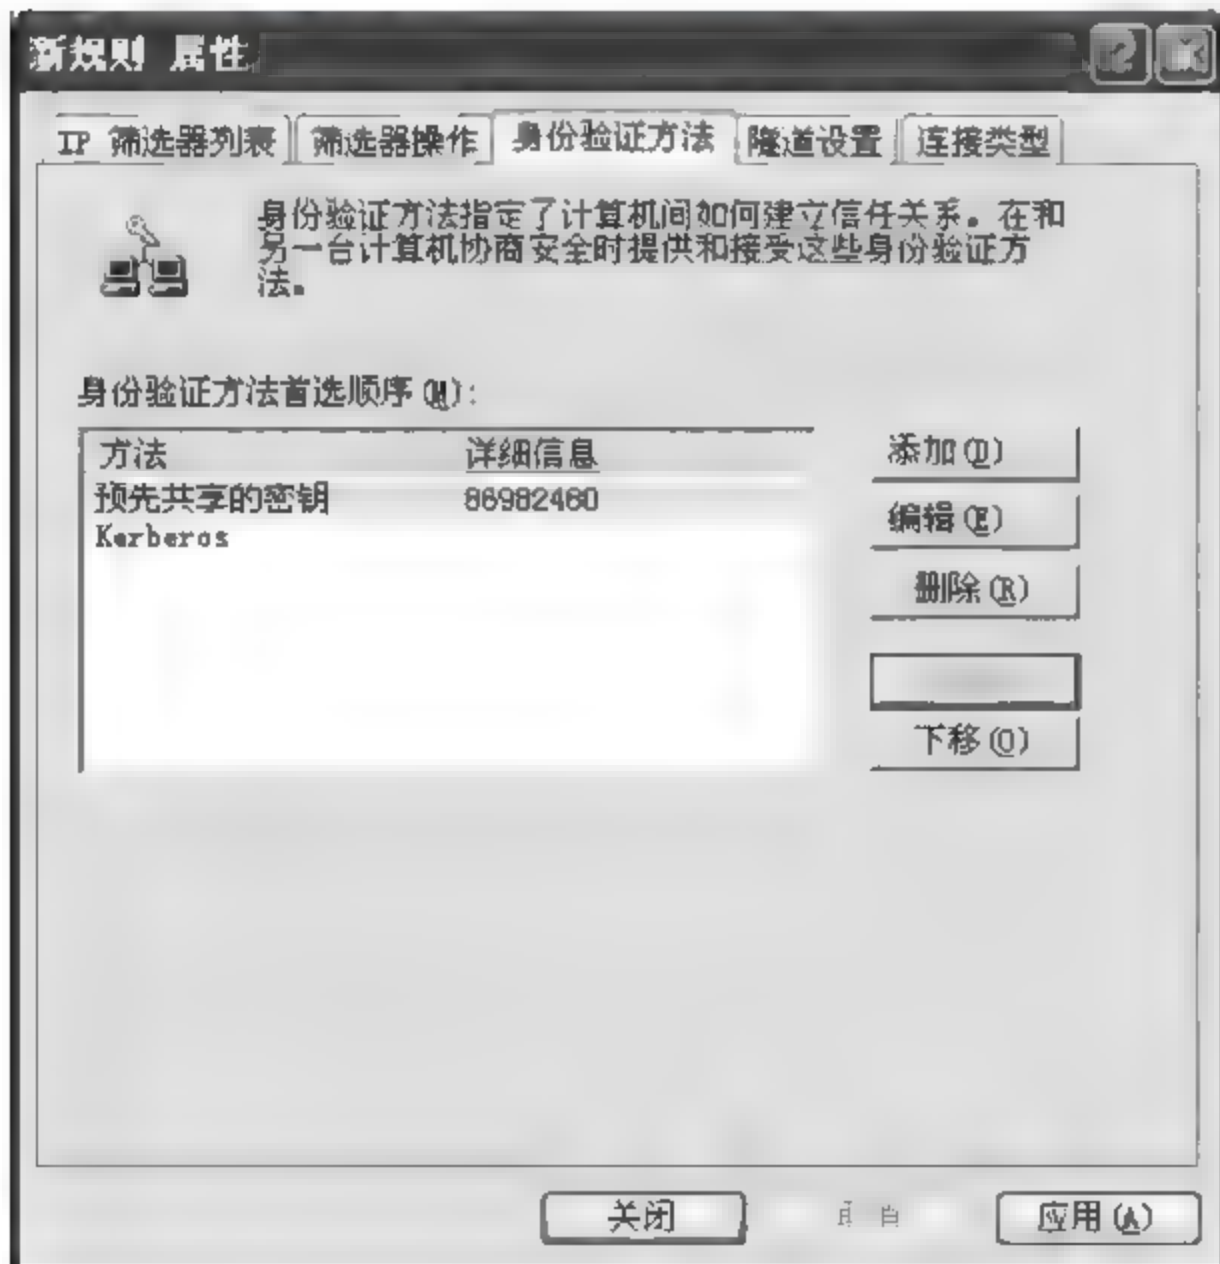 新规则 属性
IP 筛选器列表 筛选器操作 身份验证方法 隧道设置 连接类型
身份验证方法指定了计算机间如何建立信任关系。在和
另一台计算机协商安全时提供和接受这些身份验证方
法。
身份验证方法首选顺序(M):
方法 详细信息
预先共享的密钥 86982460
Kerberos
添加(D)
编辑(E)
删除(R)
下移(O)
关闭 应用(A)